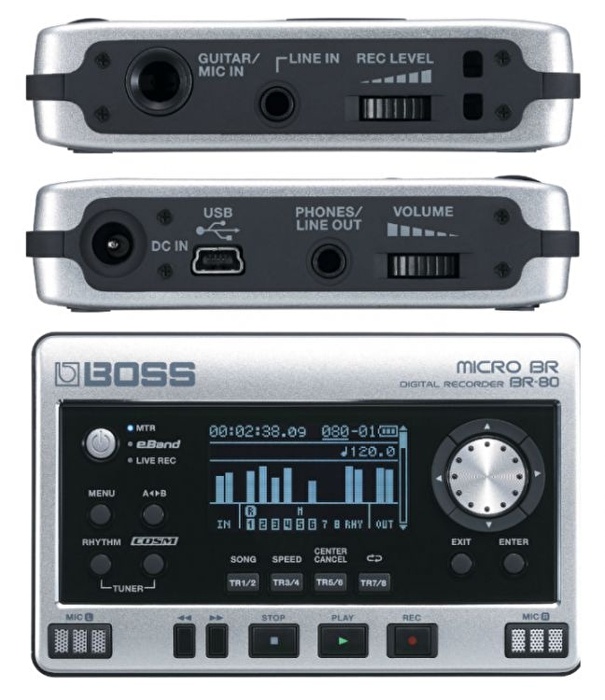 GUITAR/
MIC IN
LINE IN
REC LEVEL
DC IN
USB
PHONES/
LINE OUT
VOLUME
BOSS
MICRO BR
DIGITAL RECORDER BR-80
MTR
eBand
LIVE REC
00:02:38.09 080-01
♩120.0
R M
IN 1 2 3 4 5 6 7 8 RHY OUT
MENU A◂▸B
RHYTHM COSM
TUNER
SONG SPEED CENTER
CANCEL
TR1/2 TR3/4 TR5/6 TR7/8
EXIT ENTER
MIC L
STOP PLAY REC
MIC R